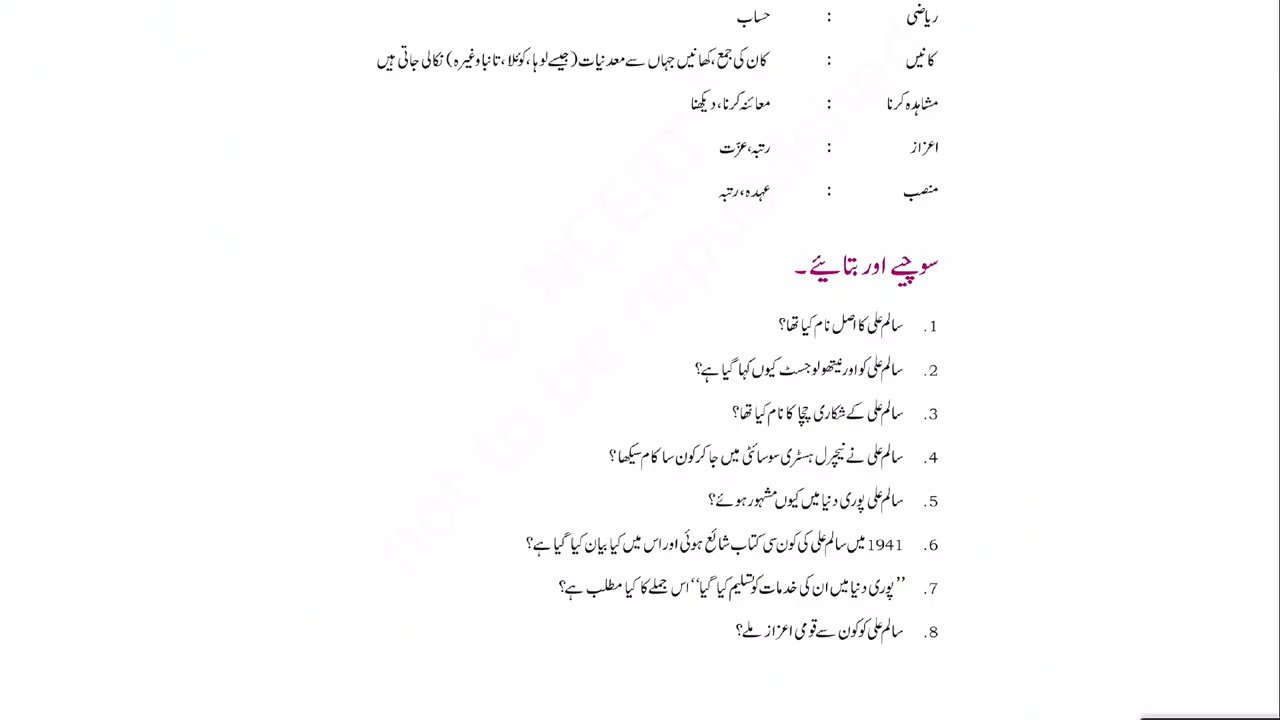 ریاضی : حساب
کانیں : کان کی جمع، کھانیں جہاں سے معدنیات (جیسے لوہا، کوئلا، تانبا وغیرہ) نکالی جاتی ہیں
مشاہدہ کرنا : معائنہ کرنا، دیکھنا
اعزاز : رتبہ، عزّت
منصب : عہدہ، رتبہ
سوچیے اور بتائیے۔
1. سالم علی کا اصل نام کیا تھا؟
2. سالم علی کو اورنیتھولوجسٹ کیوں کہا گیا ہے؟
3. سالم علی کے شکاری چچا کا نام کیا تھا؟
4. سالم علی نے نیچرل ہسٹری سوسائٹی میں جا کر کون سا کام سیکھا؟
5. سالم علی پوری دنیا میں کیوں مشہور ہوئے؟
6. 1941 میں سالم علی کی کون سی کتاب شائع ہوئی اور اس میں کیا بیان کیا گیا ہے؟
7. ’’پوری دنیا میں ان کی خدمات کو تسلیم کیا گیا‘‘ اس جملے کا کیا مطلب ہے؟
8. سالم علی کو کون سے قومی اعزاز ملے؟